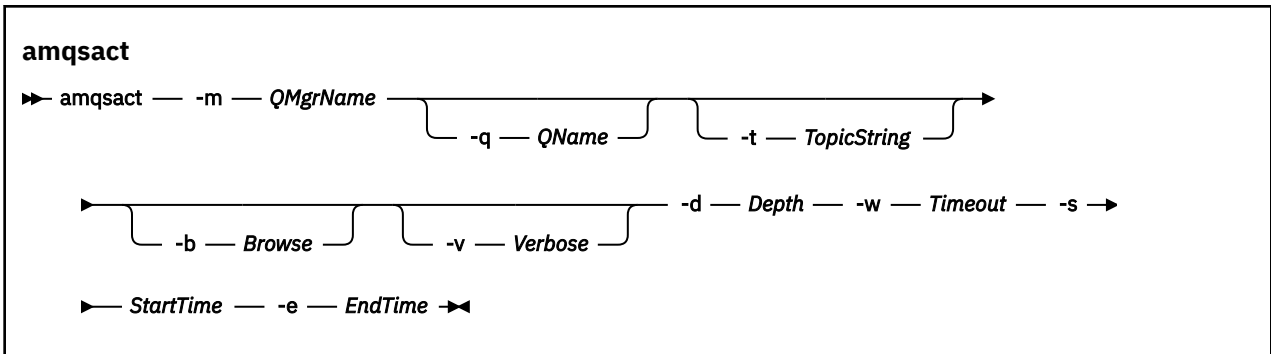 amqsact
amqsact -m QMgrName
-q QName -t TopicString
-d Depth -w Timeout -s
-b Browse -v Verbose
StartTime -e EndTime